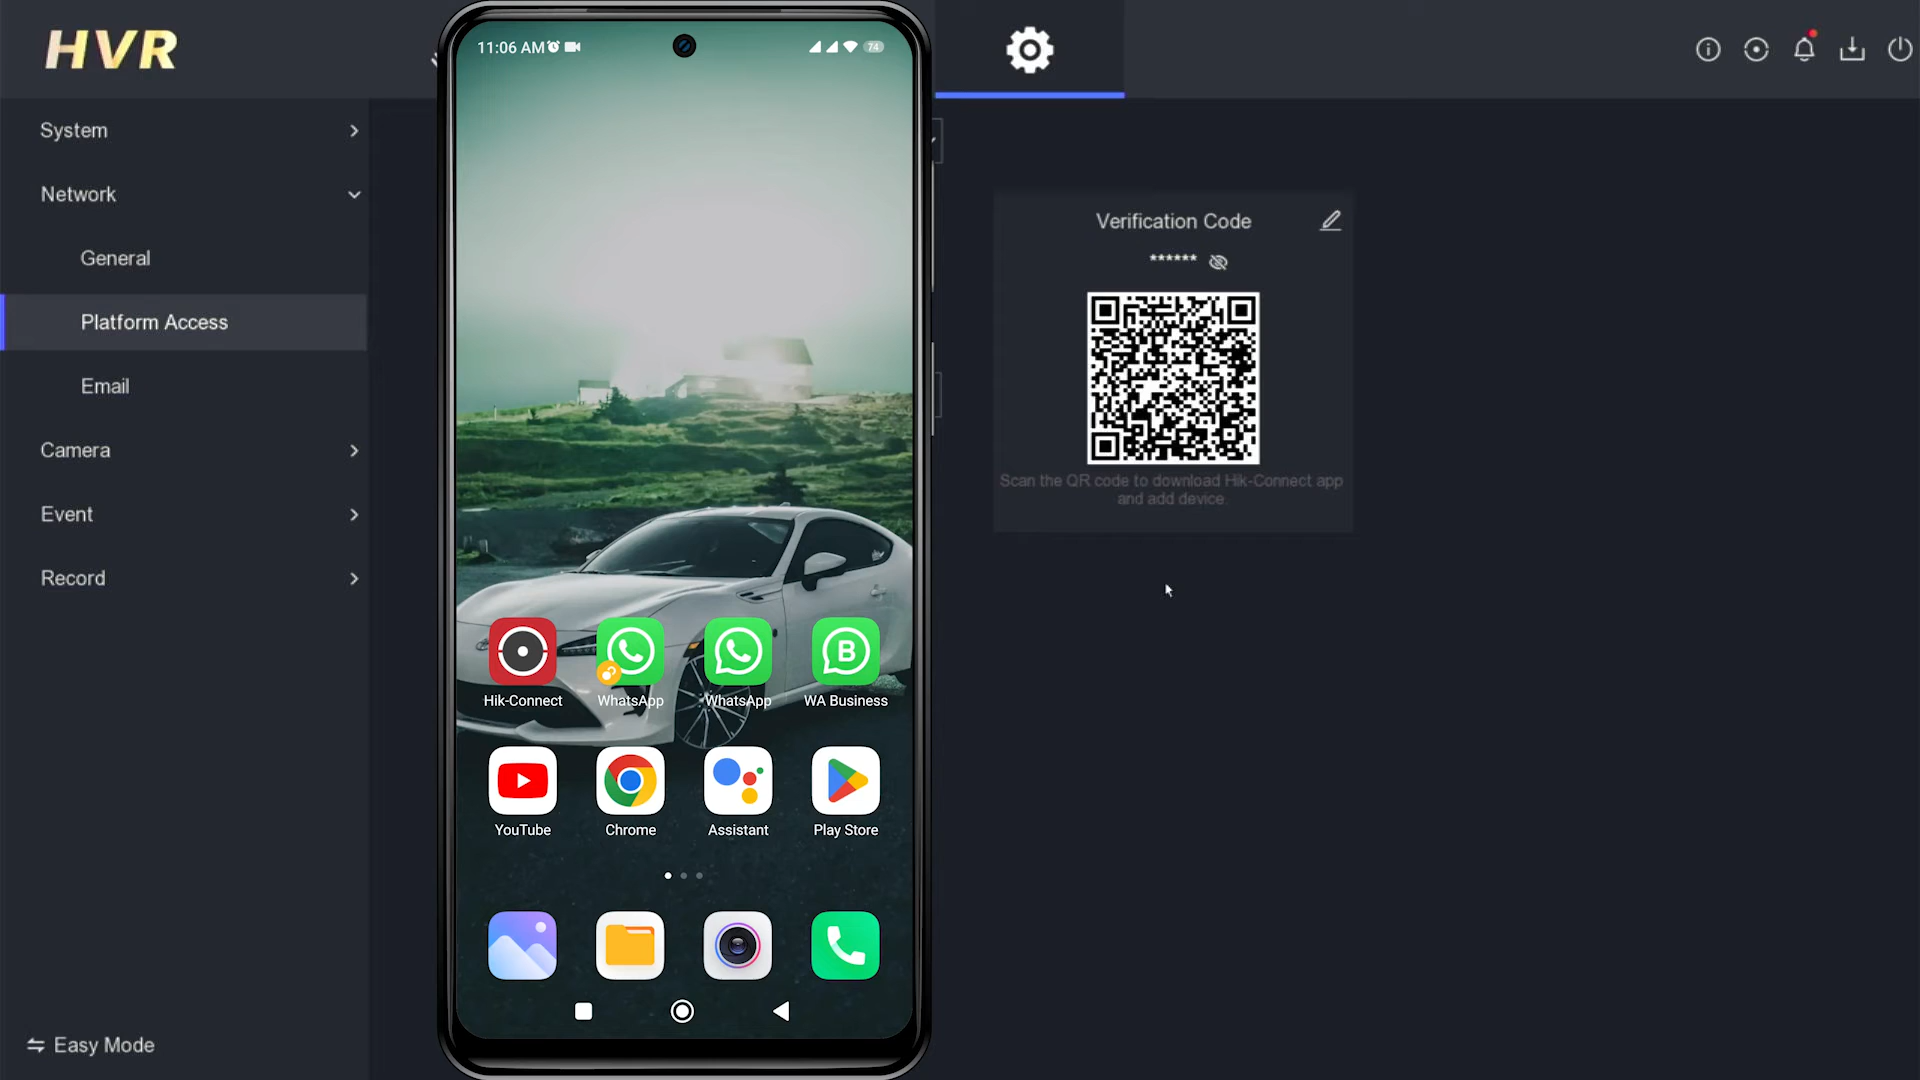 HVR
System
Network
General
Platform Access
Email
Camera
Event
Record
Easy Mode
11:06 AM
74
Hik-Connect
WhatsApp
WhatsApp
WA Business
B
YouTube
Chrome
Assistant
Play Store
Verification Code
******
Scan the QR code to download Hik-Connect app
and add device.